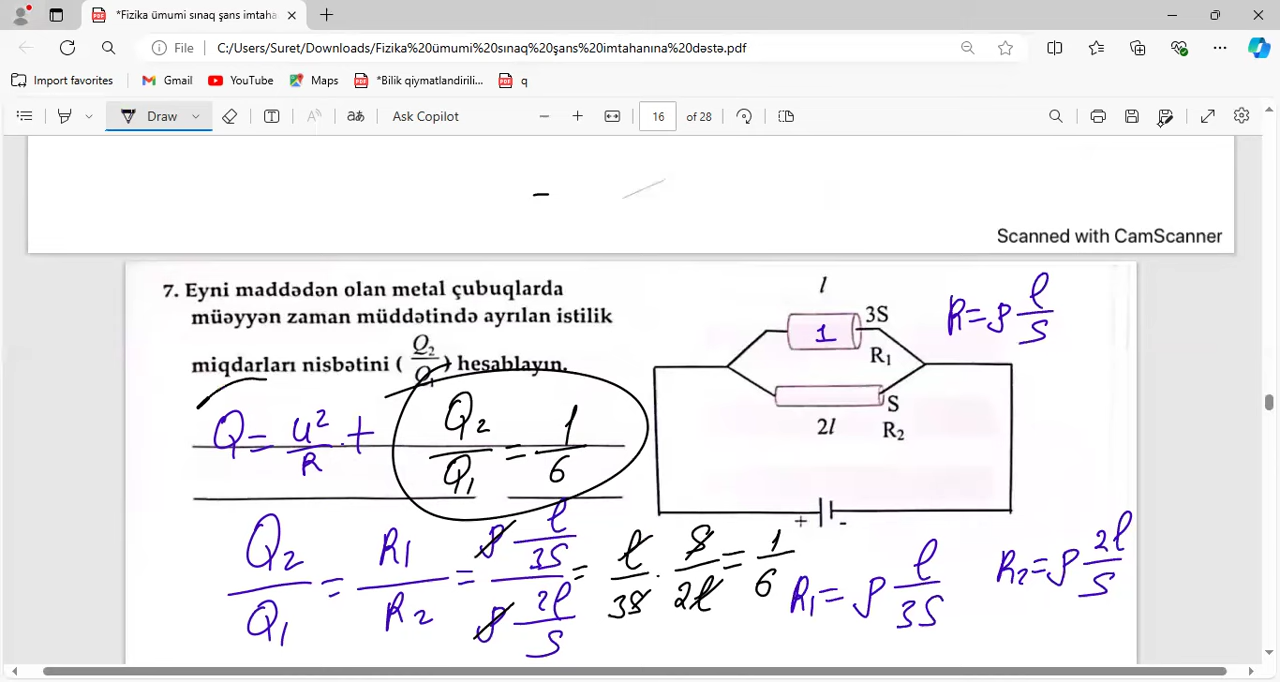 *Fizika ümumi sınaq şans imtaha
File C:/Users/Suret/Downloads/Fizika%20ümumi%20sınaq%20şans%20imtahanına%20dəstə.pdf
Import favorites Gmail YouTube Maps *Bilik qiymatlandirili... q
Draw Ask Copilot 16 of 28
Scanned with CamScanner
7. Eyni maddədən olan metal çubuqlarda
müəyyən zaman müddətində ayrılan istilik
miqdarları nisbətini (Q₂/Q₁) hesablayın.
l
3S
1
R₁
S
2l
R₂
+ -
R=ρ l/S
Q= U²/R · t
Q₂/Q₁ = 1/6
Q₂/Q₁ = R₁/R₂ = ρ l/3S / ρ 2l/S = l/3S · S/2l = 1/6
R₁= ρ l/3S
R₂= ρ 2l/S